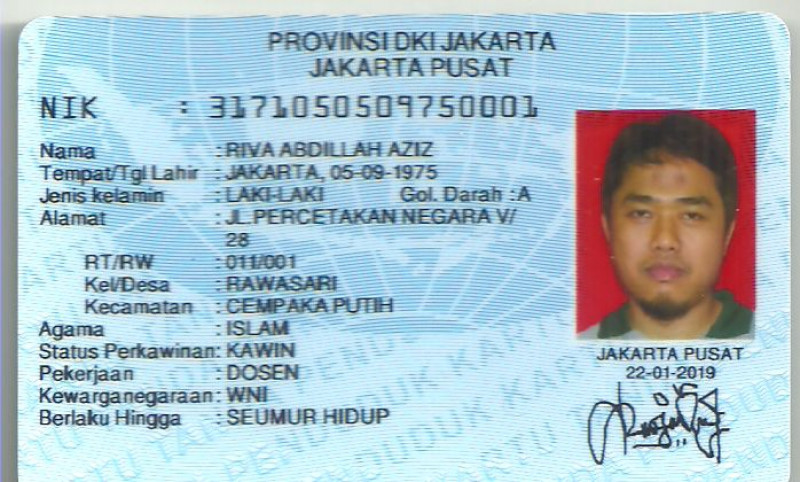 PROVINSI DKI JAKARTA
JAKARTA PUSAT
NIK : 3171050509750001
Nama : RIVA ABDILLAH AZIZ
Tempat/Tgl Lahir : JAKARTA, 05-09-1975
Jenis kelamin : LAKI-LAKI Gol. Darah : A
Alamat : JL.PERCETAKAN NEGARA V/
28
RT/RW : 011/001
Kel/Desa : RAWASARI
Kecamatan : CEMPAKA PUTIH
Agama : ISLAM
Status Perkawinan: KAWIN
Pekerjaan : DOSEN
Kewarganegaraan: WNI
Berlaku Hingga : SEUMUR HIDUP
JAKARTA PUSAT
22-01-2019